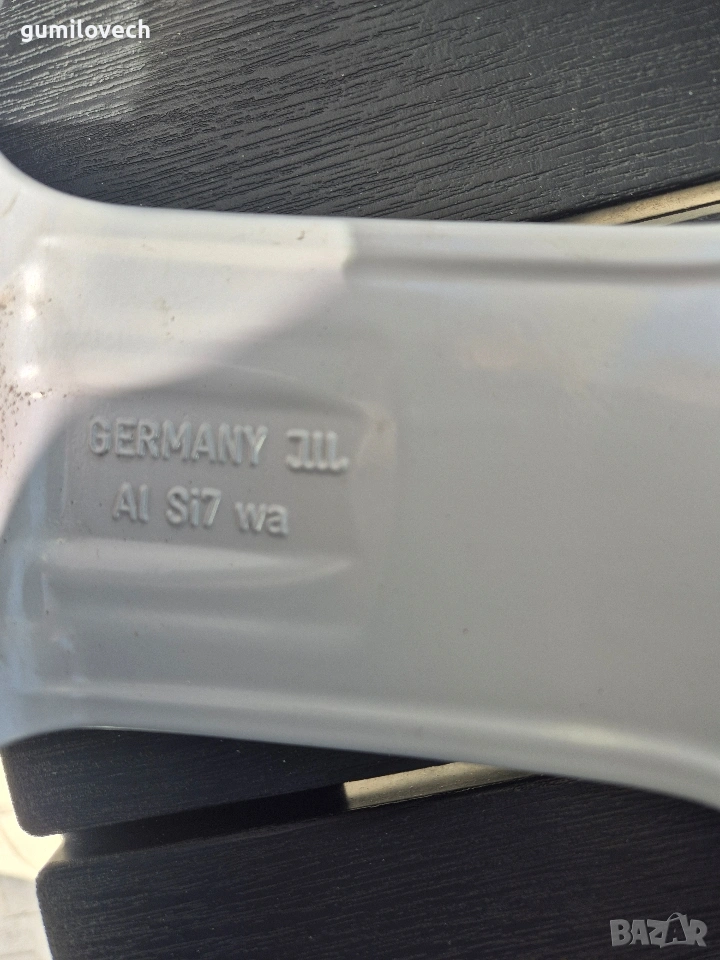 gumilovech
GERMANY
Al Si7 wa
BAZAR